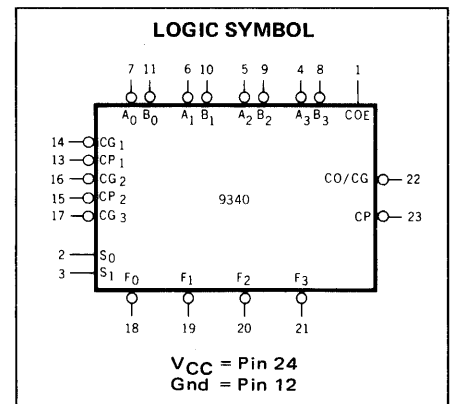 LOGIC SYMBOL
7 11 6 10 5 9 4 8 1
A0 B0 A1 B1 A2 B2 A3 B3 COE
14 CG1
13 CP1
16 CG2
15 CP2
17 CG3
2 S0
3 S1
9340
CO/CG 22
CP 23
F0 F1 F2 F3
18 19 20 21
VCC = Pin 24
Gnd = Pin 12